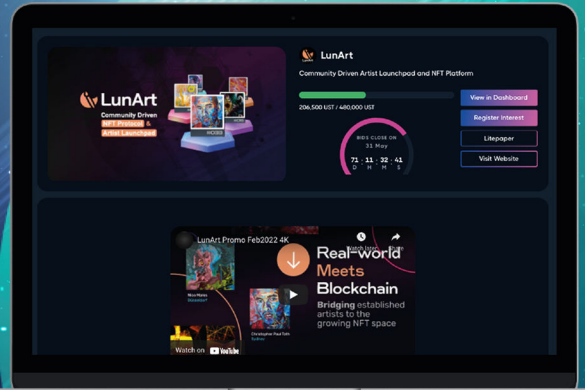 LunArt
Community Driven
NFT Protocol &
Artist Launchpad
LunArt
Community Driven Artist Launchpad and NFT Platform
206,500 UST / 480,000 UST
BIDS CLOSE ON
31 May
71 : 11 : 32 : 41
D H M S
View in Dashboard
Register Interest
Litepaper
Visit Website
LunArt Promo Feb2022 4K
Watch later
Share
Real-world
Meets
Blockchain
Bridging established
artists to the
growing NFT space
Christopher Paul Tolin
Watch on YouTube